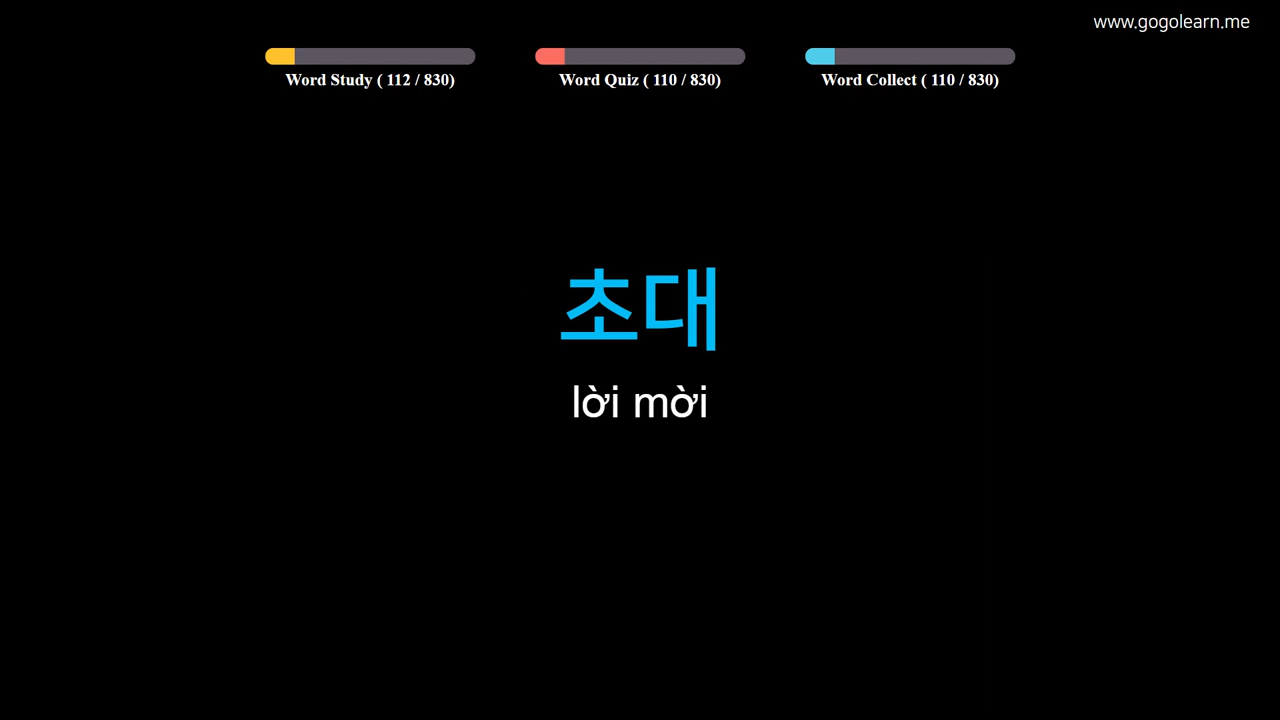 www.gogolearn.me
Word Study ( 112 / 830)
Word Quiz ( 110 / 830)
Word Collect ( 110 / 830)
초대
lời mời